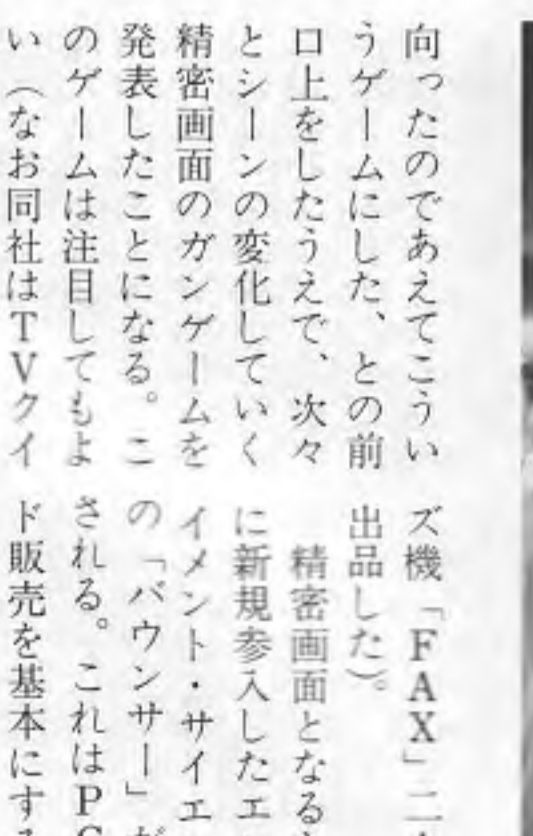 向ったのであえてこうい
うゲームにした、との前
口上をしたうえで、次々
とシーンの変化していく
精密画面のガンゲームを
発表したことになる。こ
のゲームは注目してもよ
い（なお同社はTVクイ
ズ機「FAX」二
出品した）。
精密画面となる
に新規参入したエ
イメント・サイエ
の「バウンサー」が
される。これはP
ド販売を基本にす